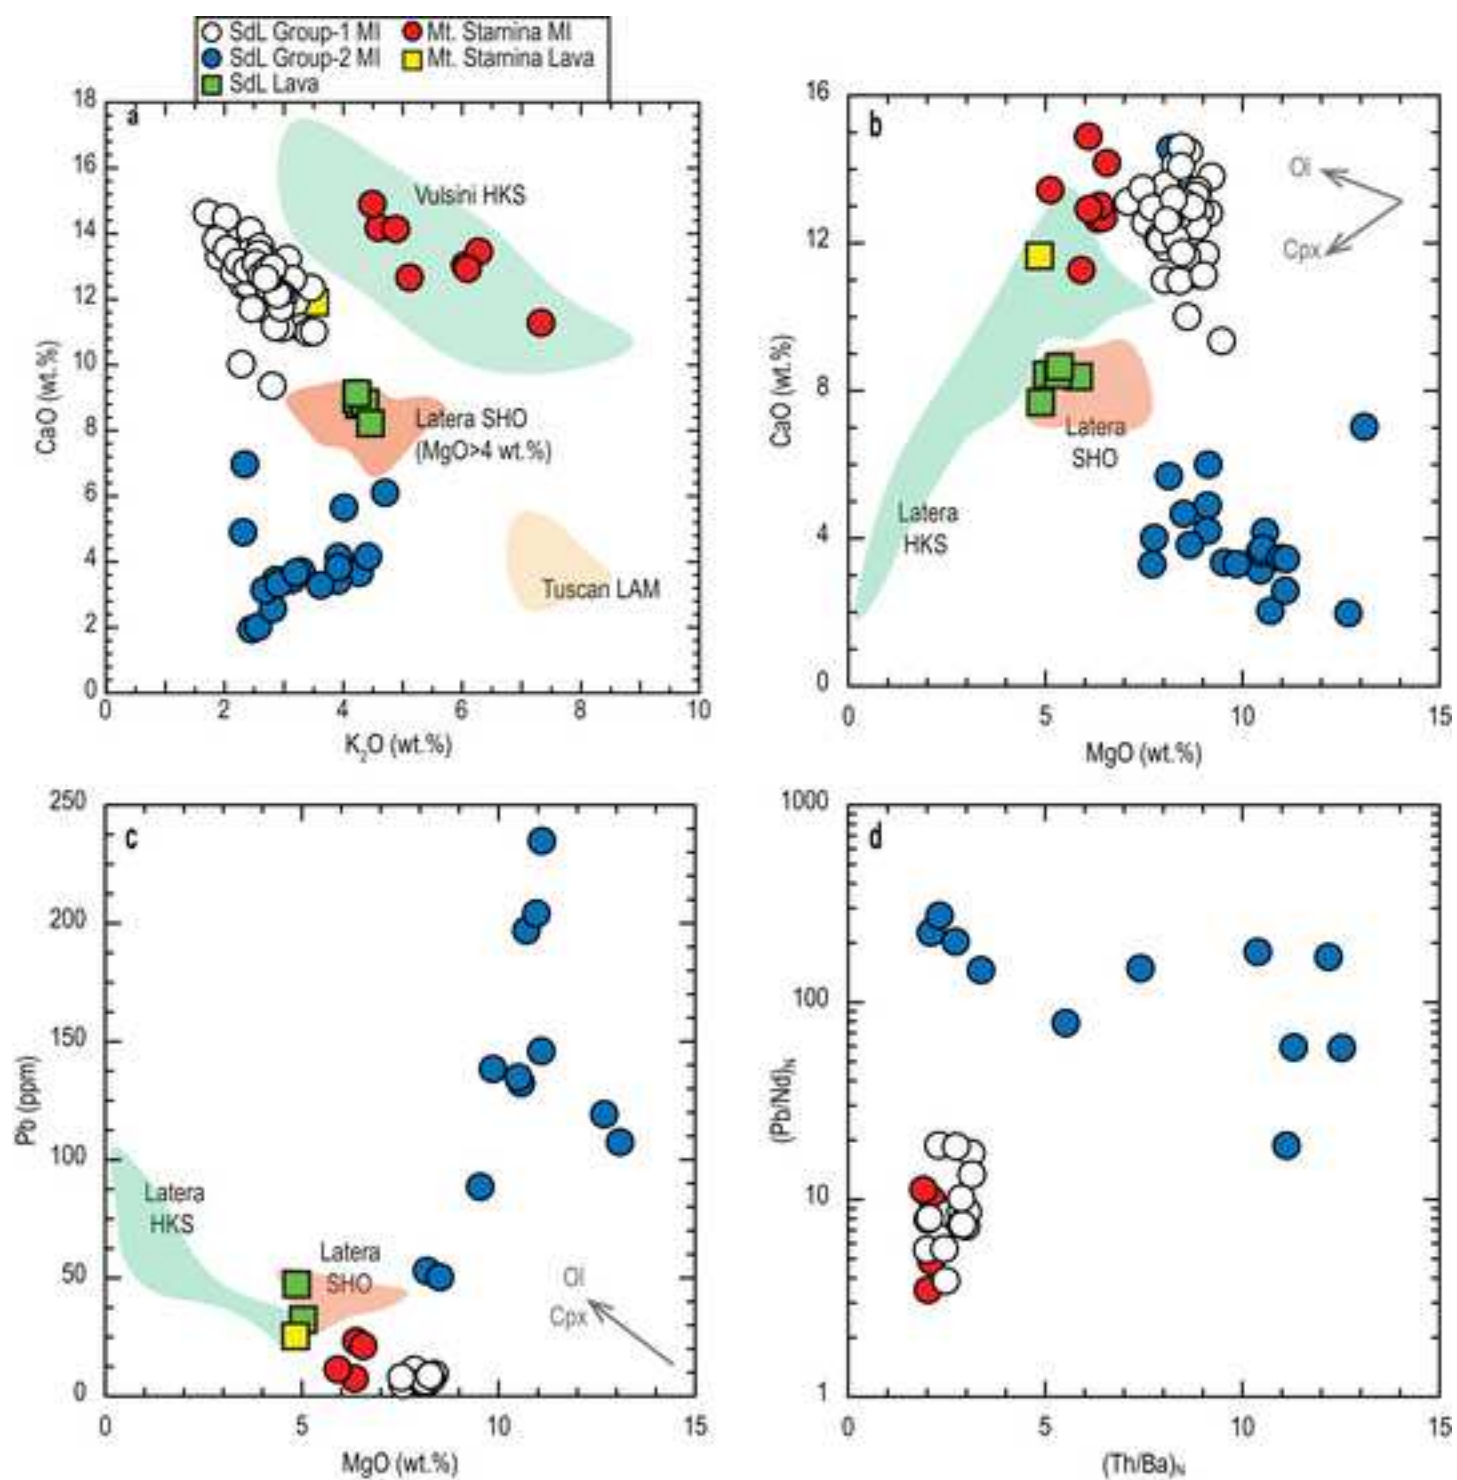 SdL Group-1 MI
Mt. Stamina MI
SdL Group-2 MI
Mt. Stamina Lava
SdL Lava
a
18
16
14
12
10
8
6
4
2
0
CaO (wt.%)
Vulsini HKS
Latera SHO
(MgO>4 wt.%)
Tuscan LAM
0
2
4
6
8
10
K2O (wt.%)
b
16
12
8
4
0
CaO (wt.%)
Ol
Cpx
Latera
SHO
Latera
HKS
0
5
10
15
MgO (wt.%)
c
250
200
150
100
50
0
Pb (ppm)
Latera
HKS
Latera
SHO
Ol
Cpx
0
5
10
15
MgO (wt.%)
d
1000
100
10
1
(Pb/Nd)N
0
5
10
15
(Th/Ba)N